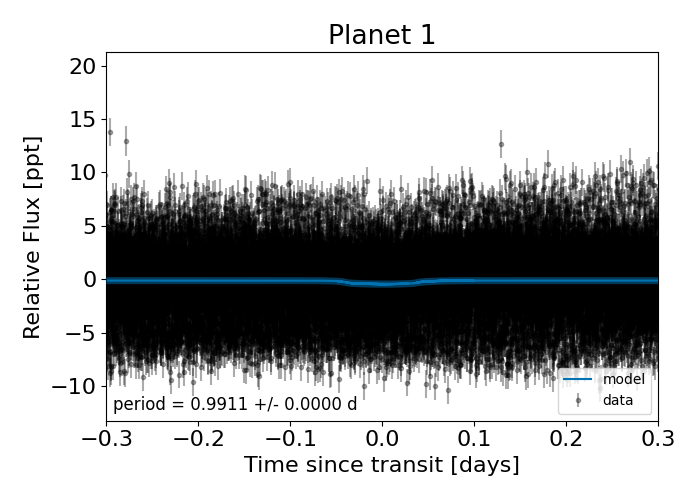 Planet 1
Relative Flux [ppt]
20
15
10
5
0
−5
−10
period = 0.9911 +/- 0.0000 d
model
data
−0.3
−0.2
−0.1
0.0
0.1
0.2
0.3
Time since transit [days]